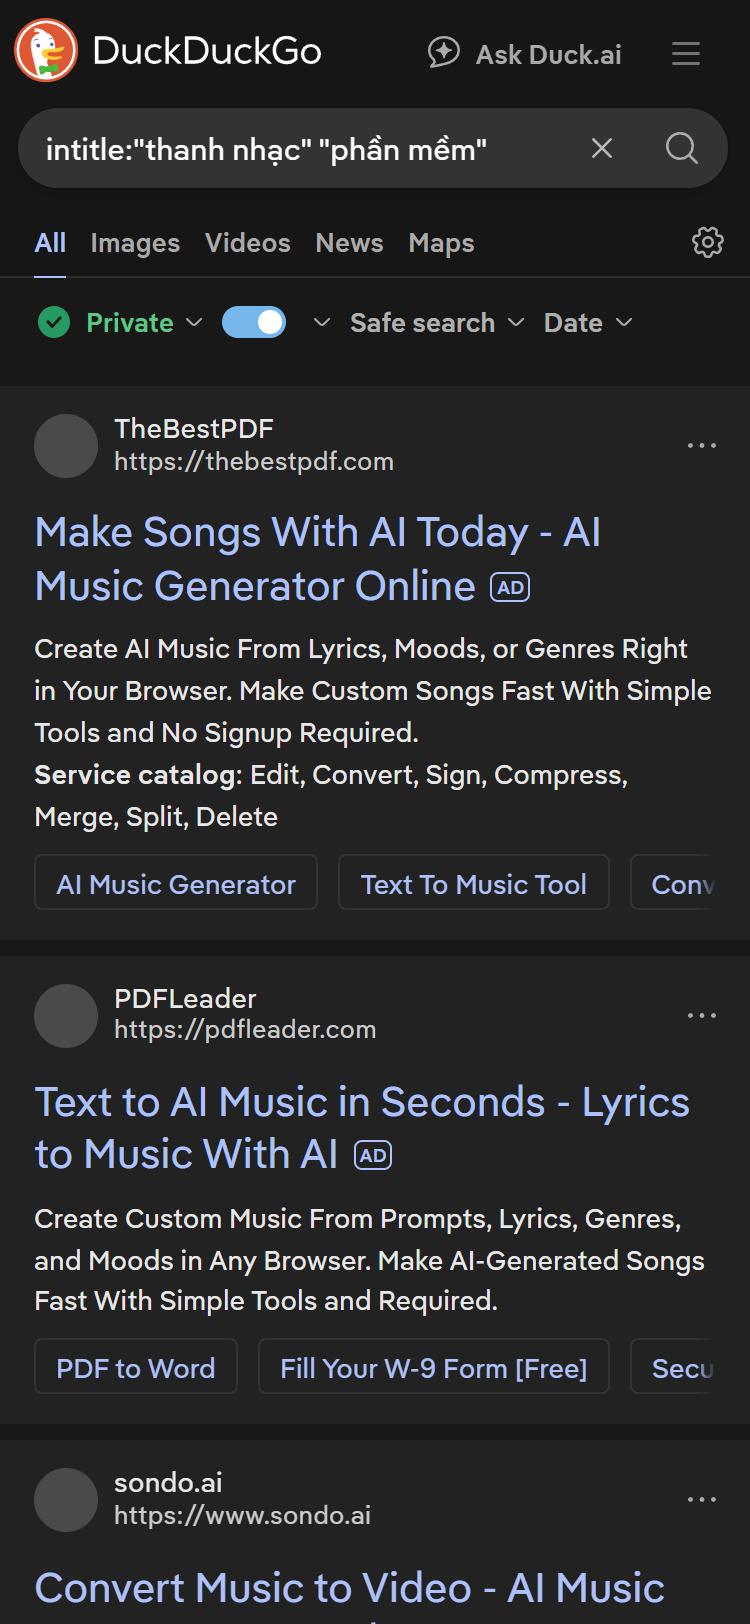 DuckDuckGo
Ask Duck.ai
intitle:"thanh nhạc" "phần mềm"
All Images Videos News Maps
Private Safe search Date
TheBestPDF
https://thebestpdf.com
Make Songs With AI Today - AI
Music Generator Online AD
Create AI Music From Lyrics, Moods, or Genres Right
in Your Browser. Make Custom Songs Fast With Simple
Tools and No Signup Required.
Service catalog: Edit, Convert, Sign, Compress,
Merge, Split, Delete
AI Music Generator Text To Music Tool Conv
PDFLeader
https://pdfleader.com
Text to AI Music in Seconds - Lyrics
to Music With AI AD
Create Custom Music From Prompts, Lyrics, Genres,
and Moods in Any Browser. Make AI-Generated Songs
Fast With Simple Tools and Required.
PDF to Word Fill Your W-9 Form [Free] Secu
sondo.ai
https://www.sondo.ai
Convert Music to Video - AI Music